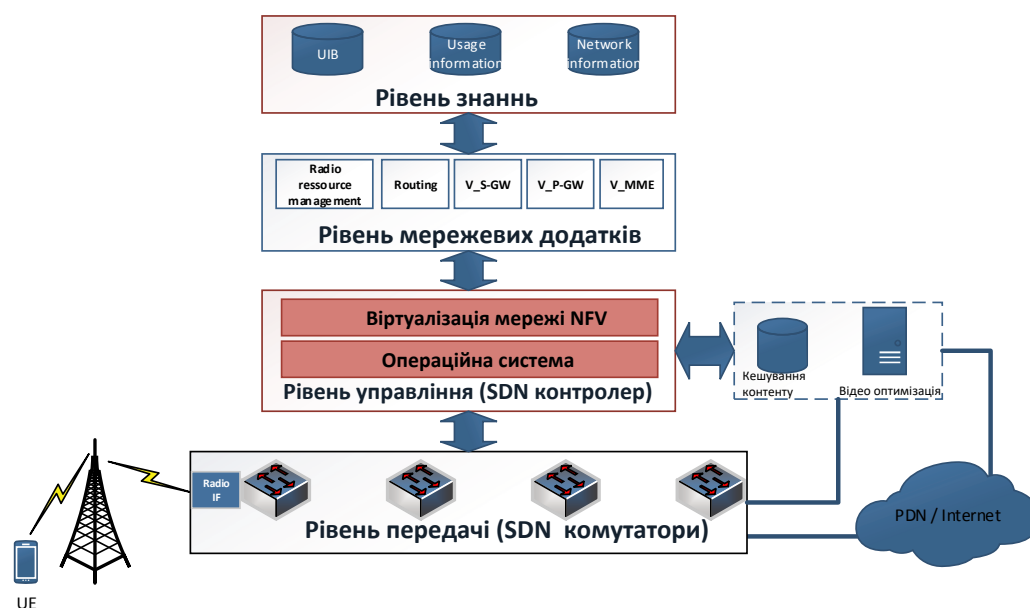 UIB
Usage
information
Network
information
Рівень знаннь
Radio
ressource
management
Routing
V_S-GW
V_P-GW
V_MME
Рівень мережевих додатків
Віртуалізація мережі NFV
Операційна система
Рівень управління (SDN контролер)
Кешування
контенту
Відео оптимізація
Radio
IF
Рівень передачі (SDN комутатори)
PDN / Internet
UE